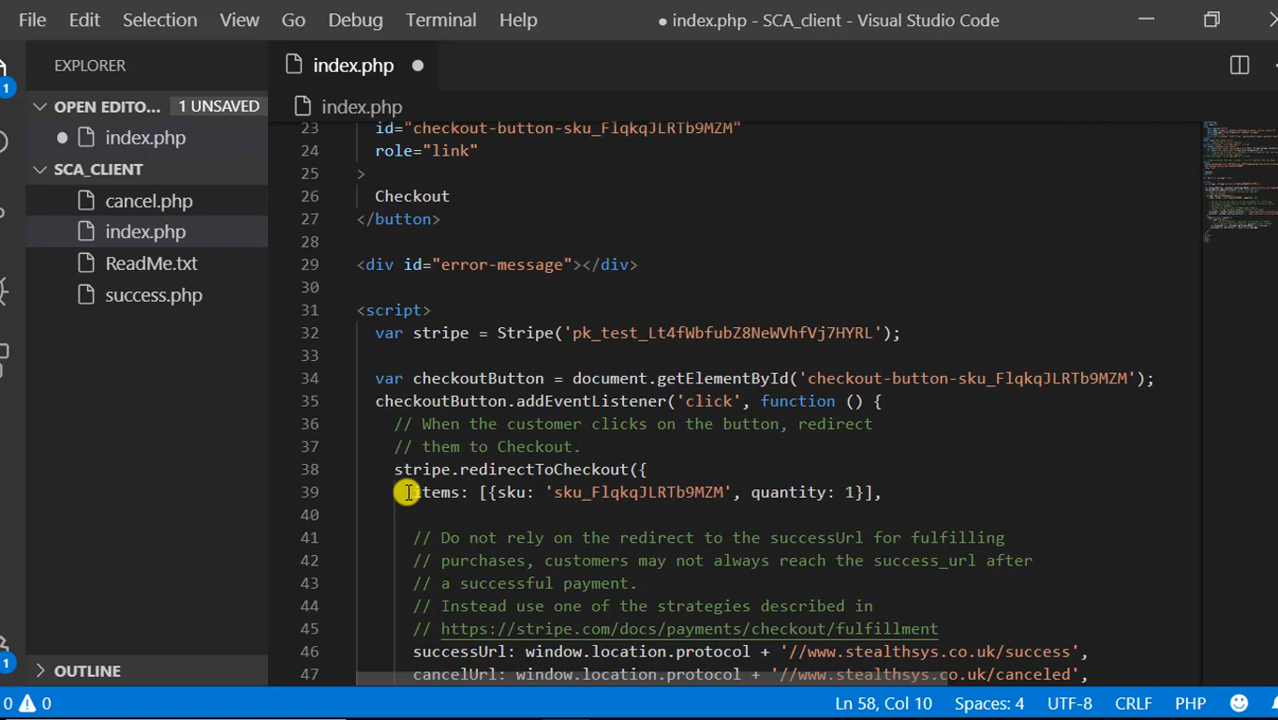 File Edit Selection View Go Debug Terminal Help ● index.php - SCA_client - Visual Studio Code
EXPLORER
index.php
OPEN EDITO... 1 UNSAVED
index.php
1
index.php
SCA_CLIENT
cancel.php
index.php
ReadMe.txt
success.php
OUTLINE
1
23 id="checkout-button-sku_FlqkqJLRTb9MZM"
24 role="link"
25 >
26 Checkout
27 </button>
28
29 <div id="error-message"></div>
30
31 <script>
32 var stripe = Stripe('pk_test_Lt4fWbfubZ8NeWVhfVj7HYRL');
33
34 var checkoutButton = document.getElementById('checkout-button-sku_FlqkqJLRTb9MZM');
35 checkoutButton.addEventListener('click', function () {
36 // When the customer clicks on the button, redirect
37 // them to Checkout.
38 stripe.redirectToCheckout({
39 items: [{sku: 'sku_FlqkqJLRTb9MZM', quantity: 1}],
40
41 // Do not rely on the redirect to the successUrl for fulfilling
42 // purchases, customers may not always reach the success_url after
43 // a successful payment.
44 // Instead use one of the strategies described in
45 // https://stripe.com/docs/payments/checkout/fulfillment
46 successUrl: window.location.protocol + '//www.stealthsys.co.uk/success',
47 cancelUrl: window.location.protocol + '//www.stealthsys.co.uk/canceled',
0 0 Ln 58, Col 10 Spaces: 4 UTF-8 CRLF PHP